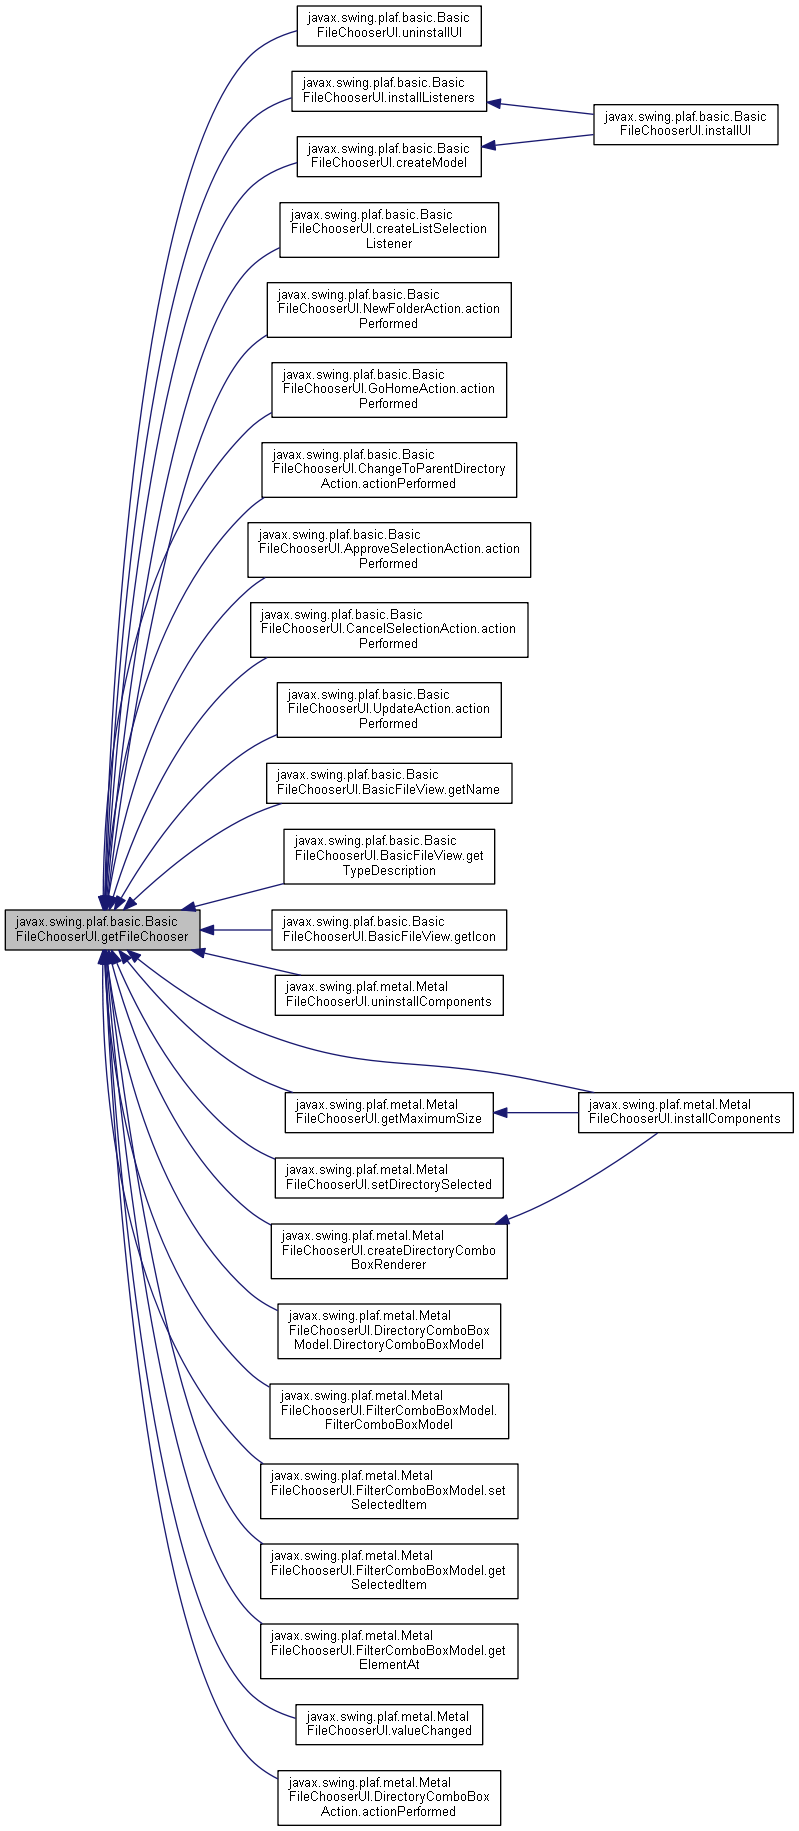 javax.swing.plaf.basic.Basic
FileChooserUI.uninstallUI
javax.swing.plaf.basic.Basic
FileChooserUI.installListeners
javax.swing.plaf.basic.Basic
FileChooserUI.installUI
javax.swing.plaf.basic.Basic
FileChooserUI.createModel
javax.swing.plaf.basic.Basic
FileChooserUI.createListSelection
Listener
javax.swing.plaf.basic.Basic
FileChooserUI.NewFolderAction.action
Performed
javax.swing.plaf.basic.Basic
FileChooserUI.GoHomeAction.action
Performed
javax.swing.plaf.basic.Basic
FileChooserUI.ChangeToParentDirectory
Action.actionPerformed
javax.swing.plaf.basic.Basic
FileChooserUI.ApproveSelectionAction.action
Performed
javax.swing.plaf.basic.Basic
FileChooserUI.CancelSelectionAction.action
Performed
javax.swing.plaf.basic.Basic
FileChooserUI.UpdateAction.action
Performed
javax.swing.plaf.basic.Basic
FileChooserUI.BasicFileView.getName
javax.swing.plaf.basic.Basic
FileChooserUI.BasicFileView.get
TypeDescription
javax.swing.plaf.basic.Basic
FileChooserUI.getFileChooser
javax.swing.plaf.basic.Basic
FileChooserUI.BasicFileView.getIcon
javax.swing.plaf.metal.Metal
FileChooserUI.uninstallComponents
javax.swing.plaf.metal.Metal
FileChooserUI.getMaximumSize
javax.swing.plaf.metal.Metal
FileChooserUI.installComponents
javax.swing.plaf.metal.Metal
FileChooserUI.setDirectorySelected
javax.swing.plaf.metal.Metal
FileChooserUI.createDirectoryCombo
BoxRenderer
javax.swing.plaf.metal.Metal
FileChooserUI.DirectoryComboBox
Model.DirectoryComboBoxModel
javax.swing.plaf.metal.Metal
FileChooserUI.FilterComboBoxModel.
FilterComboBoxModel
javax.swing.plaf.metal.Metal
FileChooserUI.FilterComboBoxModel.set
SelectedItem
javax.swing.plaf.metal.Metal
FileChooserUI.FilterComboBoxModel.get
SelectedItem
javax.swing.plaf.metal.Metal
FileChooserUI.FilterComboBoxModel.get
ElementAt
javax.swing.plaf.metal.Metal
FileChooserUI.valueChanged
javax.swing.plaf.metal.Metal
FileChooserUI.DirectoryComboBox
Action.actionPerformed